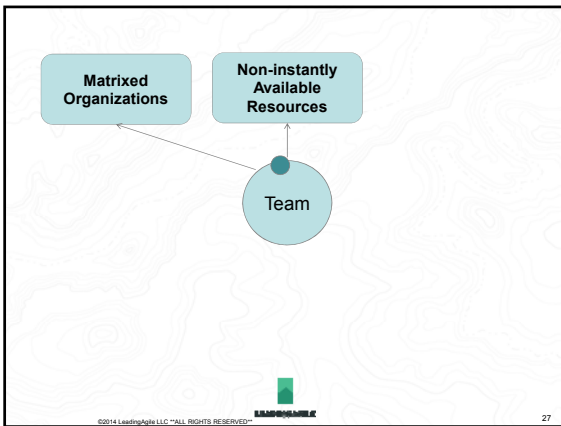 Matrixed
Organizations
Non-instantly
Available
Resources
Team
©2014 LeadingAgile LLC **ALL RIGHTS RESERVED**
27